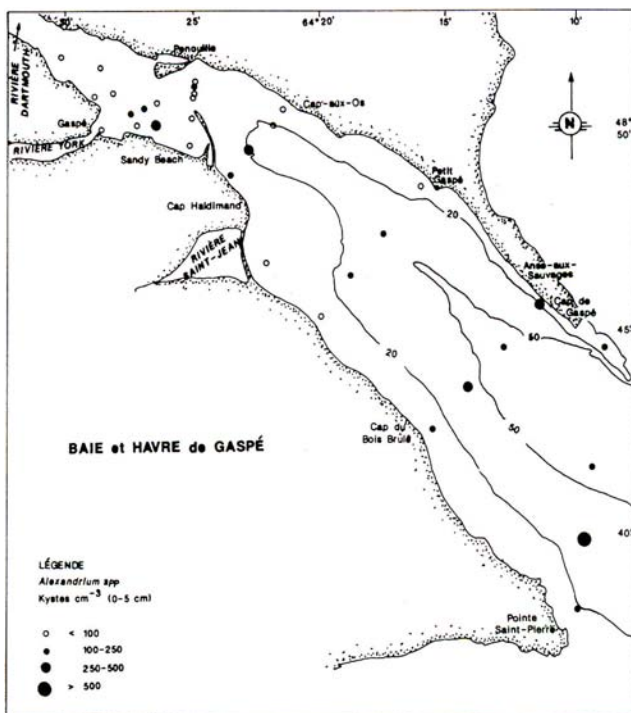 30'
25'
64° 20'
15'
10'
RIVIÈRE
DARTMOUTH
Penouille
Cap-aux-Os
N
48°
50'
Gaspé
RIVIÈRE YORK
Sandy Beach
Petit
Gaspé
20
Cap Haldimand
RIVIÈRE
SAINT-JEAN
Anse-aux-
Sauvages
Cap de
Gaspé
45'
50
20
BAIE et HAVRE de GASPÉ
Cap du
Bois Brûlé
50
40'
LÉGENDE
Alexandrium spp
Kystes cm⁻³ (0-5 cm)
< 100
100-250
250-500
> 500
Pointe
Saint-Pierre